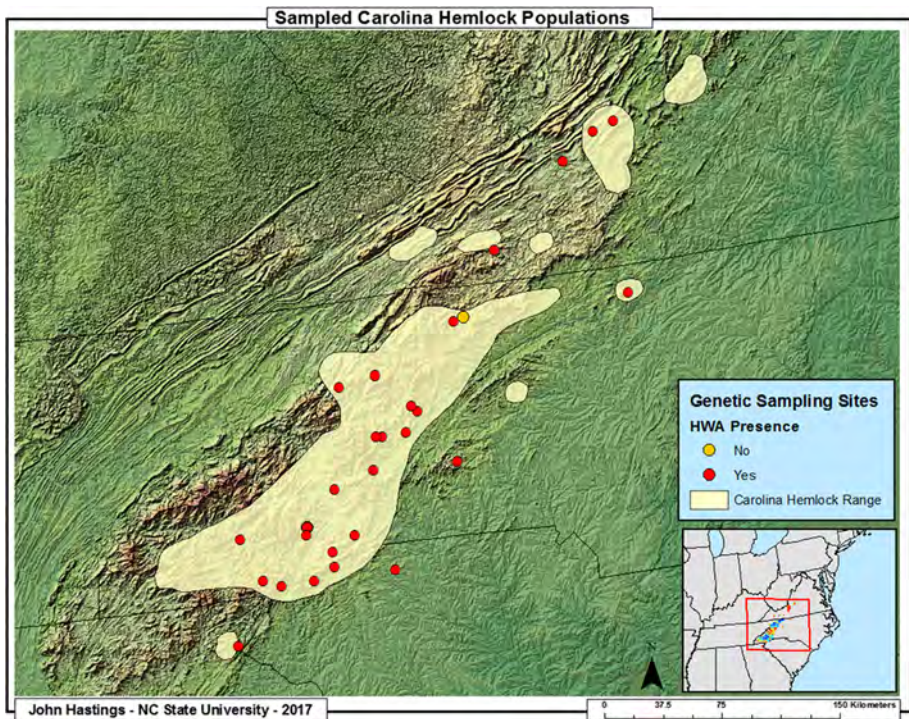 Sampled Carolina Hemlock Populations
Genetic Sampling Sites
HWA Presence
No
Yes
Carolina Hemlock Range
N
John Hastings - NC State University - 2017
0 37.5 75 150 Kilometers